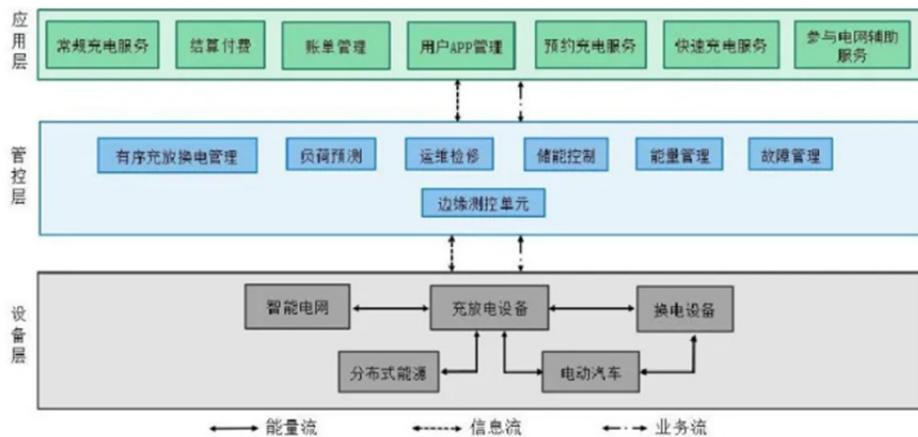 应用层
常规充电服务
结算付费
账单管理
用户APP管理
预约充电服务
快速充电服务
参与电网辅助
服务
管控层
有序充放换电管理
负荷预测
运维检修
储能控制
能量管理
故障管理
边缘测控单元
设备层
智能电网
充放电设备
换电设备
分布式能源
电动汽车
能量流
信息流
业务流